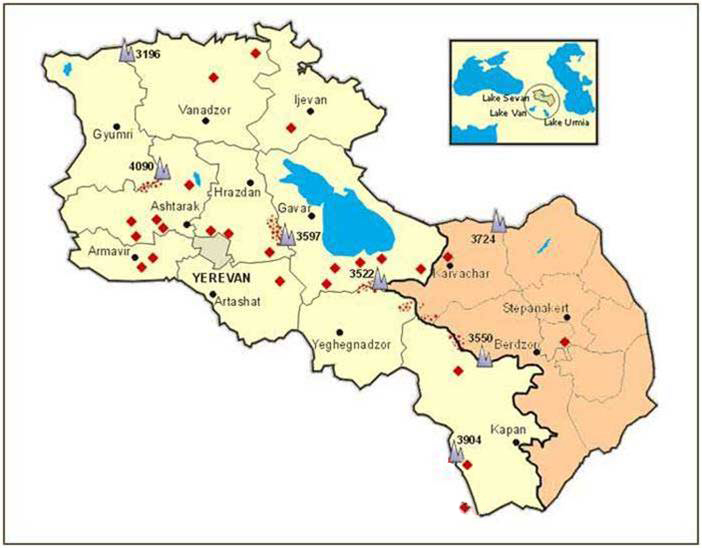 3196
Vanadzor
Ijevan
Gyumri
Lake Sevan
Lake Van
Lake Urmia
4090
Hrazdan
Ashtarak
Gavar
3597
3724
Armavir
YEREVAN
3522
Karvachar
Artashat
Stepanakert
Yeghegnadzor
3550
Berdzor
Kapan
3904